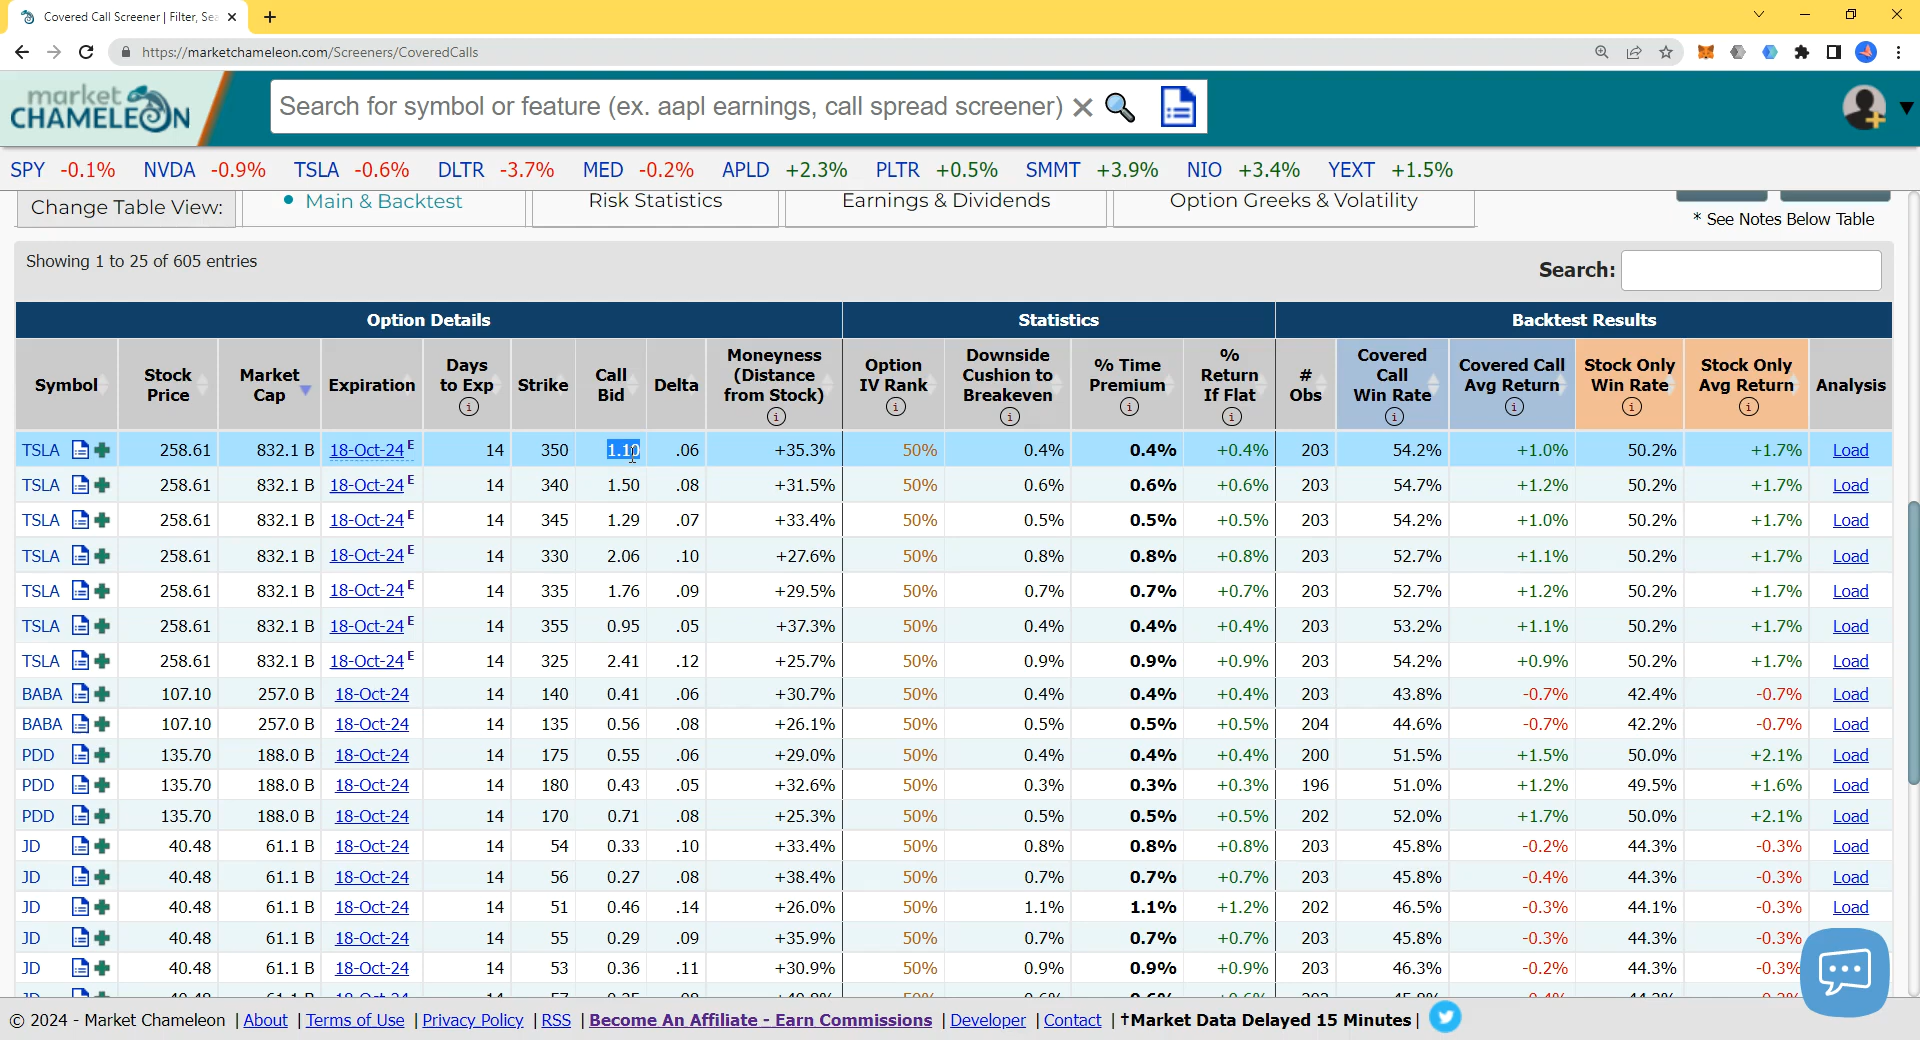 Covered Call Screener | Filter, Sea
https://marketchameleon.com/Screeners/CoveredCalls
market CHAMELEON
Search for symbol or feature (ex. aapl earnings, call spread screener)
SPY -0.1% NVDA -0.9% TSLA -0.6% DLTR -3.7% MED -0.2% APLD +2.3% PLTR +0.5% SMMT +3.9% NIO +3.4% YEXT +1.5%
Change Table View: Main & Backtest Risk Statistics Earnings & Dividends Option Greeks & Volatility
* See Notes Below Table
Showing 1 to 25 of 605 entries
Search:
Option Details Statistics Backtest Results
Symbol Stock Price Market Cap Expiration Days to Exp Strike Call Bid Delta Moneyness (Distance from Stock) Option IV Rank Downside Cushion to Breakeven % Time Premium % Return If Flat # Obs Covered Call Win Rate Covered Call Avg Return Stock Only Win Rate Stock Only Avg Return Analysis
TSLA 258.61 832.1 B 18-Oct-24 E 14 350 1.10 .06 +35.3% 50% 0.4% 0.4% +0.4% 203 54.2% +1.0% 50.2% +1.7% Load
TSLA 258.61 832.1 B 18-Oct-24 E 14 340 1.50 .08 +31.5% 50% 0.6% 0.6% +0.6% 203 54.7% +1.2% 50.2% +1.7% Load
TSLA 258.61 832.1 B 18-Oct-24 E 14 345 1.29 .07 +33.4% 50% 0.5% 0.5% +0.5% 203 54.2% +1.0% 50.2% +1.7% Load
TSLA 258.61 832.1 B 18-Oct-24 E 14 330 2.06 .10 +27.6% 50% 0.8% 0.8% +0.8% 203 52.7% +1.1% 50.2% +1.7% Load
TSLA 258.61 832.1 B 18-Oct-24 E 14 335 1.76 .09 +29.5% 50% 0.7% 0.7% +0.7% 203 52.7% +1.2% 50.2% +1.7% Load
TSLA 258.61 832.1 B 18-Oct-24 E 14 355 0.95 .05 +37.3% 50% 0.4% 0.4% +0.4% 203 53.2% +1.1% 50.2% +1.7% Load
TSLA 258.61 832.1 B 18-Oct-24 E 14 325 2.41 .12 +25.7% 50% 0.9% 0.9% +0.9% 203 54.2% +0.9% 50.2% +1.7% Load
BABA 107.10 257.0 B 18-Oct-24 14 140 0.41 .06 +30.7% 50% 0.4% 0.4% +0.4% 203 43.8% -0.7% 42.4% -0.7% Load
BABA 107.10 257.0 B 18-Oct-24 14 135 0.56 .08 +26.1% 50% 0.5% 0.5% +0.5% 204 44.6% -0.7% 42.2% -0.7% Load
PDD 135.70 188.0 B 18-Oct-24 14 175 0.55 .06 +29.0% 50% 0.4% 0.4% +0.4% 200 51.5% +1.5% 50.0% +2.1% Load
PDD 135.70 188.0 B 18-Oct-24 14 180 0.43 .05 +32.6% 50% 0.3% 0.3% +0.3% 196 51.0% +1.2% 49.5% +1.6% Load
PDD 135.70 188.0 B 18-Oct-24 14 170 0.71 .08 +25.3% 50% 0.5% 0.5% +0.5% 202 52.0% +1.7% 50.0% +2.1% Load
JD 40.48 61.1 B 18-Oct-24 14 54 0.33 .10 +33.4% 50% 0.8% 0.8% +0.8% 203 45.8% -0.2% 44.3% -0.3% Load
JD 40.48 61.1 B 18-Oct-24 14 56 0.27 .08 +38.4% 50% 0.7% 0.7% +0.7% 203 45.8% -0.4% 44.3% -0.3% Load
JD 40.48 61.1 B 18-Oct-24 14 51 0.46 .14 +26.0% 50% 1.1% 1.1% +1.2% 202 46.5% -0.3% 44.1% -0.3% Load
JD 40.48 61.1 B 18-Oct-24 14 55 0.29 .09 +35.9% 50% 0.7% 0.7% +0.7% 203 45.8% -0.3% 44.3% -0.3%
JD 40.48 61.1 B 18-Oct-24 14 53 0.36 .11 +30.9% 50% 0.9% 0.9% +0.9% 203 46.3% -0.2% 44.3% -0.3%
© 2024 - Market Chameleon | About | Terms of Use | Privacy Policy | RSS | Become An Affiliate - Earn Commissions | Developer | Contact | †Market Data Delayed 15 Minutes |